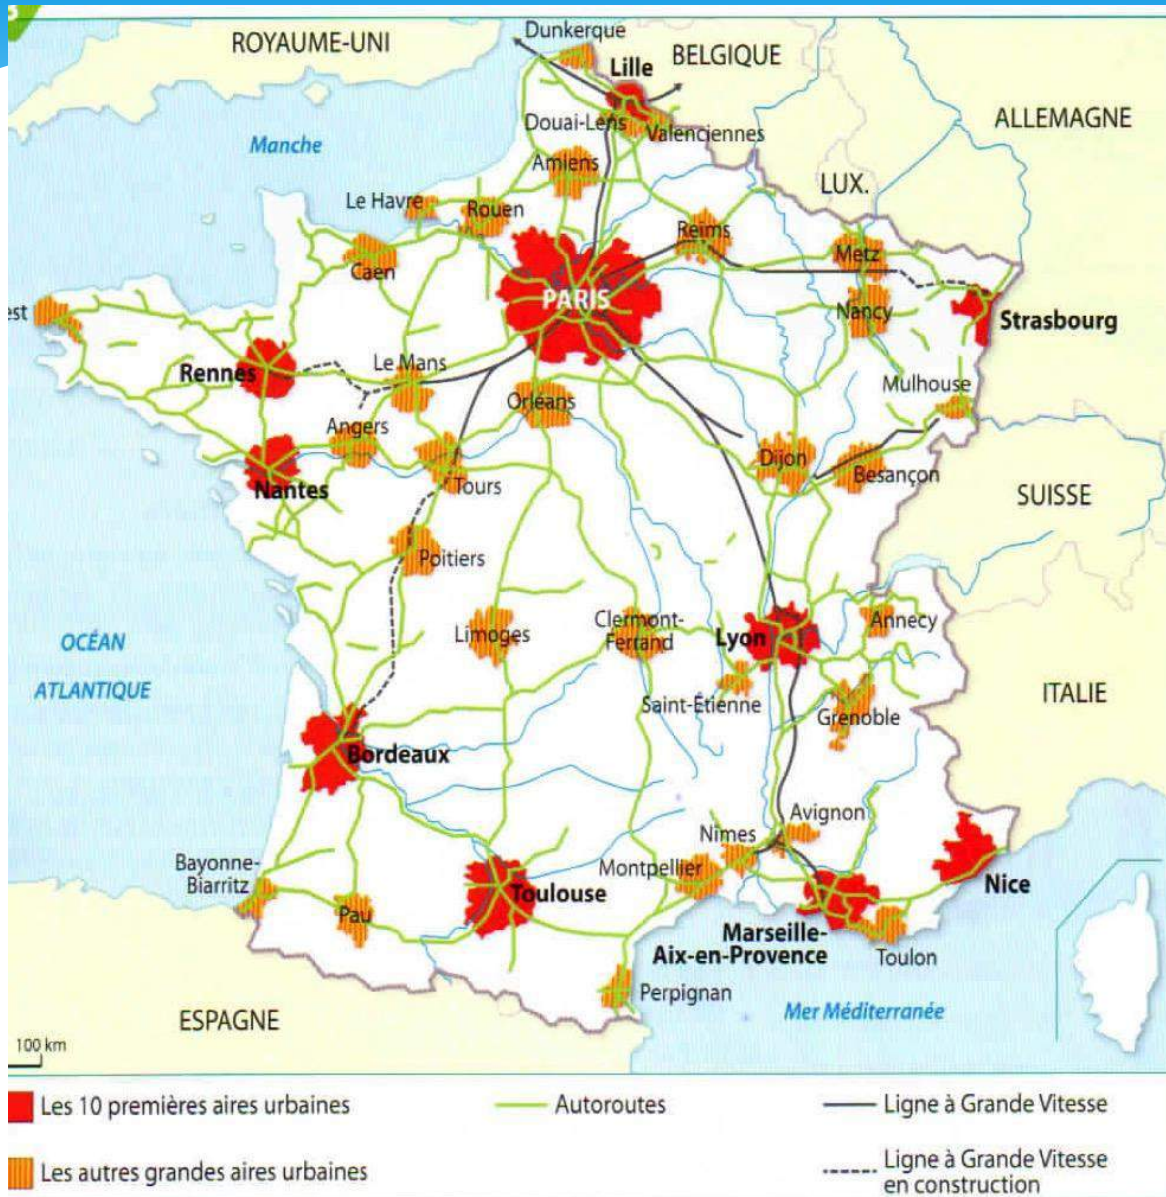 ROYAUME-UNI
Dunkerque
Lille
BELGIQUE
ALLEMAGNE
Manche
Douai-Lens
Valenciennes
Amiens
LUX.
Le Havre
Rouen
Reims
Metz
Caen
PARIS
Nancy
est
Strasbourg
Rennes
Le Mans
Orléans
Mulhouse
Angers
Dijon
Besançon
Nantes
Tours
SUISSE
Poitiers
OCÉAN
ATLANTIQUE
Limoges
Clermont-
Ferrand
Lyon
Annecy
Saint-Étienne
Grenoble
ITALIE
Bordeaux
Avignon
Nîmes
Bayonne-
Biarritz
Montpellier
Pau
Toulouse
Nice
Marseille-
Aix-en-Provence
Toulon
Perpignan
Mer Méditerranée
ESPAGNE
100 km
Les 10 premières aires urbaines
Autoroutes
Ligne à Grande Vitesse
Les autres grandes aires urbaines
Ligne à Grande Vitesse
en construction